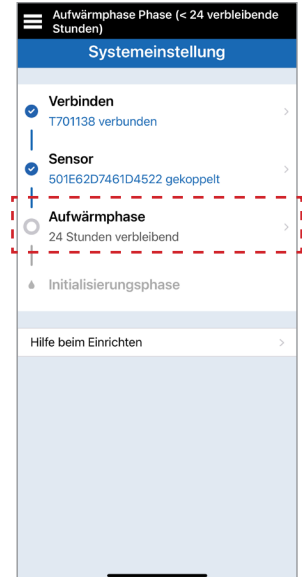 Aufwärmphase Phase (< 24 verbleibende
Stunden)
Systemeinstellung
Verbinden
T701138 verbunden
Sensor
501E62D7461D4522 gekoppelt
Aufwärmphase
24 Stunden verbleibend
Initialisierungsphase
Hilfe beim Einrichten